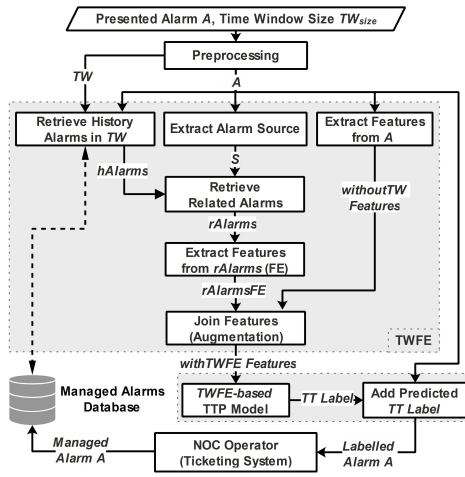 Presented Alarm A, Time Window Size TWsize
Preprocessing
TW
A
Retrieve History
Alarms in TW
Extract Alarm Source
Extract Features
from A
hAlarms
S
withoutTW
Features
Retrieve
Related Alarms
rAlarms
Extract Features
from rAlarms (FE)
rAlarmsFE
Join Features
(Augmentation)
TWFE
withTWFE Features
Managed Alarms
Database
TWFE-based
TTP Model
TT Label
Add Predicted
TT Label
Managed
Alarm A
NOC Operator
(Ticketing System)
Labelled
Alarm A